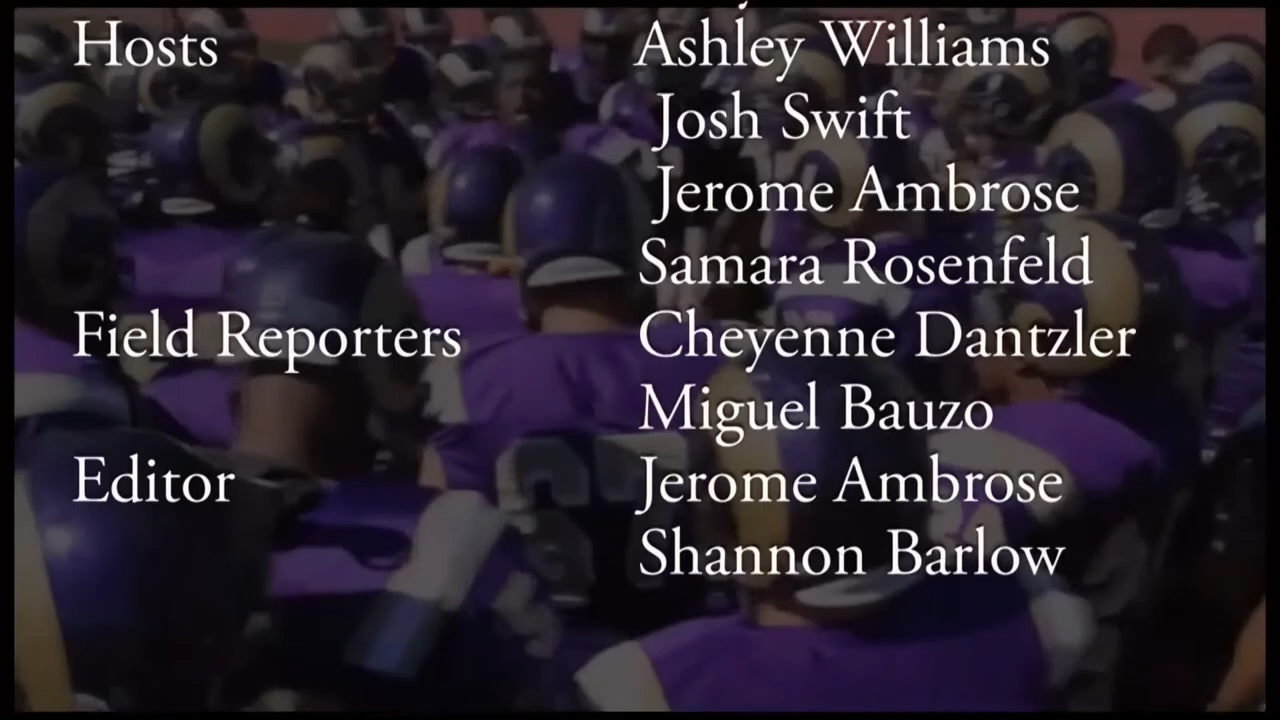 Hosts Ashley Williams
Josh Swift
Jerome Ambrose
Samara Rosenfeld
Field Reporters Cheyenne Dantzler
Miguel Bauzo
Editor Jerome Ambrose
Shannon Barlow